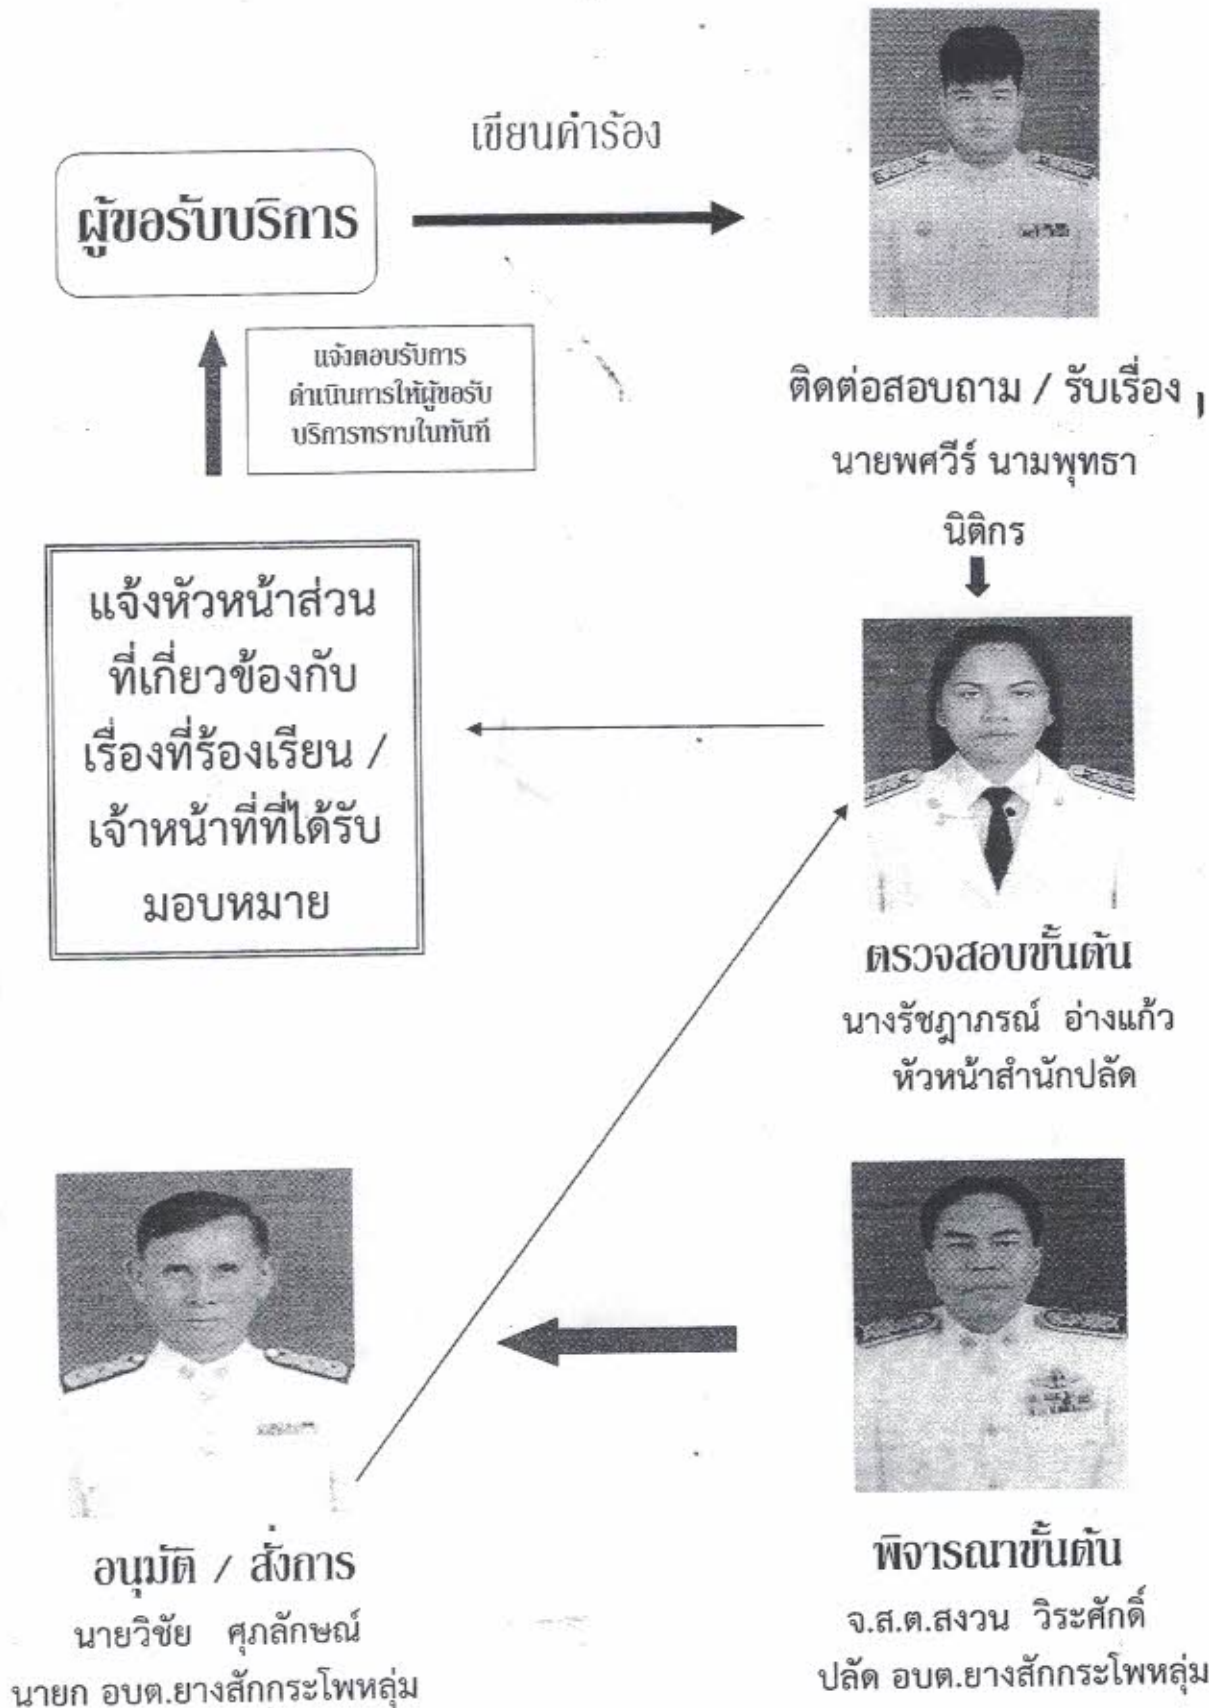 เขียนคำร้อง
ผู้ขอรับบริการ
แจ้งตอบรับการ
ดำเนินการให้ผู้ขอรับ
บริการทราบในทันที
ติดต่อสอบถาม / รับเรื่อง
นายพศวีร์ นามพุทธา
นิติกร
แจ้งหัวหน้าส่วน
ที่เกี่ยวข้องกับ
เรื่องที่ร้องเรียน /
เจ้าหน้าที่ที่ได้รับ
มอบหมาย
ตรวจสอบขั้นต้น
นางรัชฎาภรณ์ อ่างแก้ว
หัวหน้าสำนักปลัด
อนุมัติ / สั่งการ
นายวิชัย ศุภลักษณ์
นายก อบต.ยางสักกระโพหลุ่ม
พิจารณาขั้นต้น
จ.ส.ต.สงวน วิระศักดิ์
ปลัด อบต.ยางสักกระโพหลุ่ม